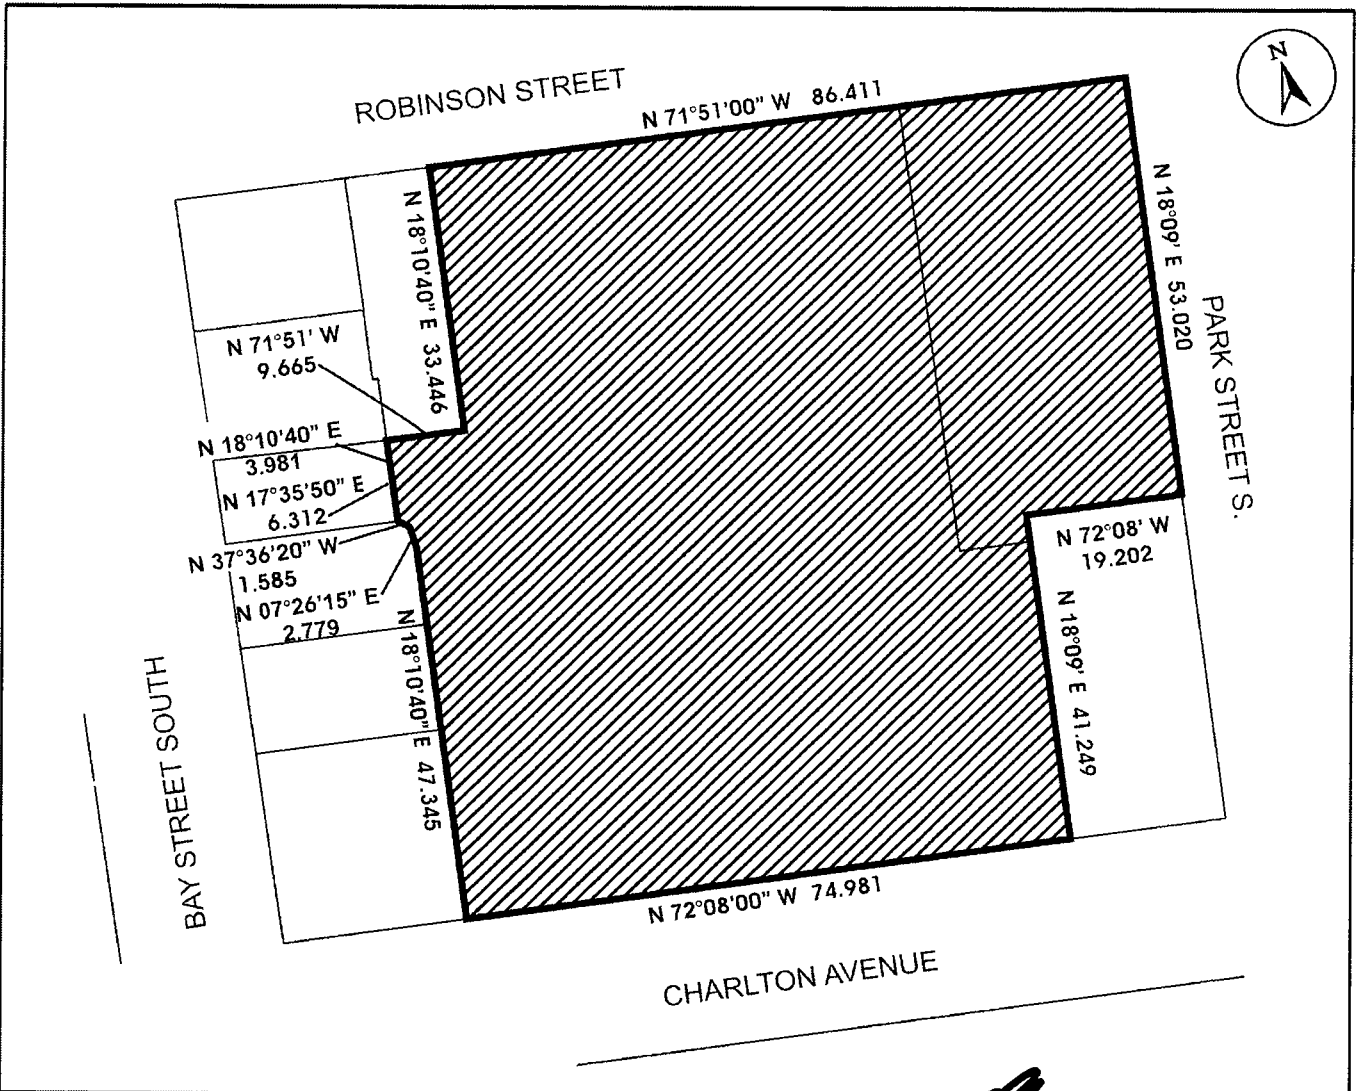 N
ROBINSON STREET
N 71°51'00" W 86.411
N 18°10'40" E 33.446
N 18°09' E 53.020
PARK STREET S.
N 71°51' W
9.665
N 18°10'40" E
3.981
N 17°35'50" E
6.312
N 37°36'20" W
1.585
N 07°26'15" E
2.779
N 18°10'40" E 47.345
N 72°08' W
19.202
N 18°09' E 41.249
BAY STREET SOUTH
N 72°08'00" W 74.981
CHARLTON AVENUE